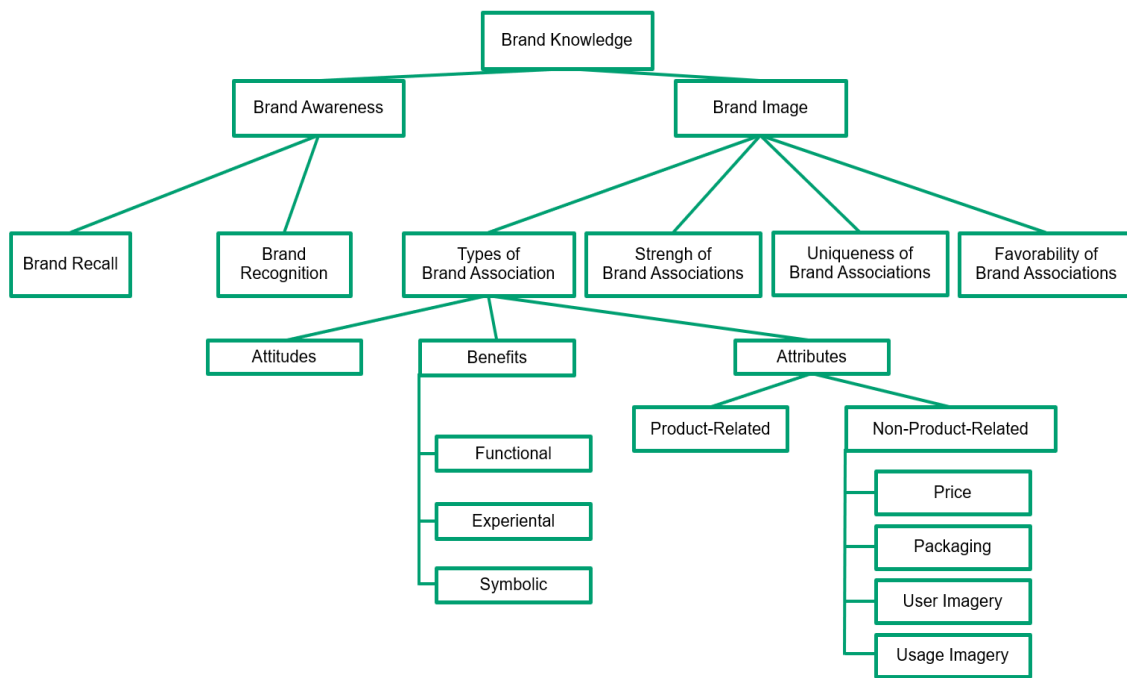 Brand Knowledge
Brand Awareness
Brand Image
Brand Recall
Brand
Recognition
Types of
Brand Association
Strengh of
Brand Associations
Uniqueness of
Brand Associations
Favorability of
Brand Associations
Attitudes
Benefits
Attributes
Product-Related
Non-Product-Related
Functional
Experiental
Symbolic
Price
Packaging
User Imagery
Usage Imagery